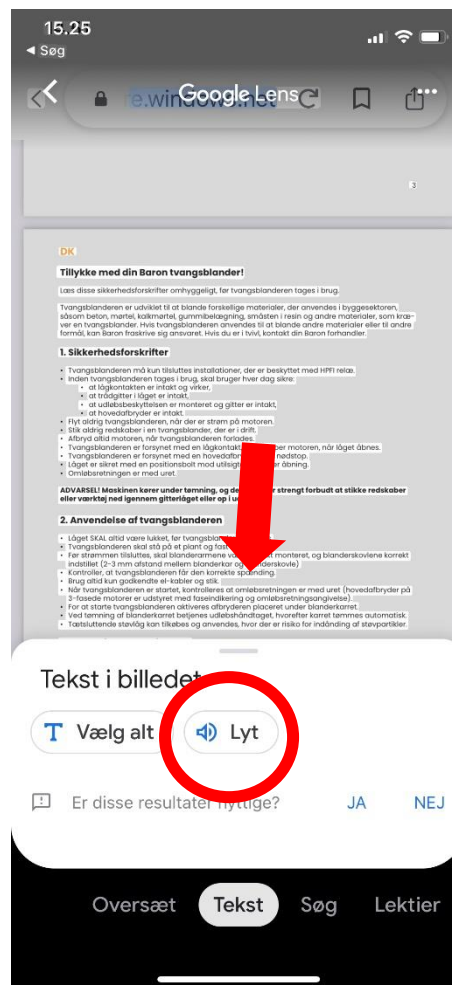 15.25
◀ Søg
e.windows.net
Google Lens
3
DK
Tillykke med din Baron tvangsblander!
Læs disse sikkerhedsforskrifter omhyggeligt, før tvangsblanderen tages i brug.
Tvangsblanderen er udviklet til at blande forskellige materialer, der anvendes i byggesektoren,
såsom beton, mørtel, kalkmørtel, gummibelægning, småsten i resin og andre materialer, som kræ-
ver en tvangsblander. Hvis tvangsblanderen anvendes til at blande andre materialer eller til andre
formål, kan Baron fraskrive sig ansvaret. Hvis du er i tvivl, kontakt din Baron forhandler.
1. Sikkerhedsforskrifter
• Tvangsblanderen må kun tilsluttes installationer, der er beskyttet med HPFI relæ.
• Inden tvangsblanderen tages i brug, skal bruger hver dag sikre:
• at lågkontakten er intakt og virker,
• at trådgitter i låget er intakt,
• at udløbsbeskyttelsen er monteret og gitter er intakt,
• at hovedafbryder er intakt,
• Flyt aldrig tvangsblanderen, når der er strøm på motoren.
• Stik aldrig redskaber i en tvangsblander, der er i drift.
• Afbryd altid motoren, når tvangsblanderen forlades.
• Tvangsblanderen er forsynet med en lågkontakt, per motoren, når låget åbnes.
• Tvangsblanderen er forsynet med en hovedafbry nødstop.
• Låget er sikret med en positionsbolt mod utilsigt åbning.
• Omløbsretningen er med uret.
ADVARSEL! Maskinen kører under tømning, og de strengt forbudt at stikke redskaber
eller værktøj ned igennem gitterlåget eller op i u
2. Anvendelse af tvangsblanderen
• Låget SKAL altid være lukket, før tvangsbla
• Tvangsblanderen skal stå på et plant og fas
• Før strømmen tilsluttes, skal blanderarmene væ t monteret, og blanderskovlene korrekt
indstillet (2-3 mm afstand mellem blanderkar og nderskovle)
• Kontroller, at tvangsblanderen får den korrekte spænding.
• Brug altid kun godkendte el-kabler og stik.
• Når tvangsblanderen er startet, kontrolleres at omløbsretningen er med uret (hovedafbryder på
3-fasede motorer er udstyret med faseindikering og omløbsretningsangivelse).
• For at starte tvangsblanderen aktiveres afbryderen placeret under blanderkarret.
• Ved tømning af blanderkarret betjenes udløbshåndtaget, hvorefter karret tømmes automatisk.
• Tætsluttende støvlåg kan tilkøbes og anvendes, hvor der er risiko for indånding af støvpartikler.
Tekst i billedet
Vælg alt
Lyt
Er disse resultater nyttige?
JA
NEJ
Oversæt
Tekst
Søg
Lektier